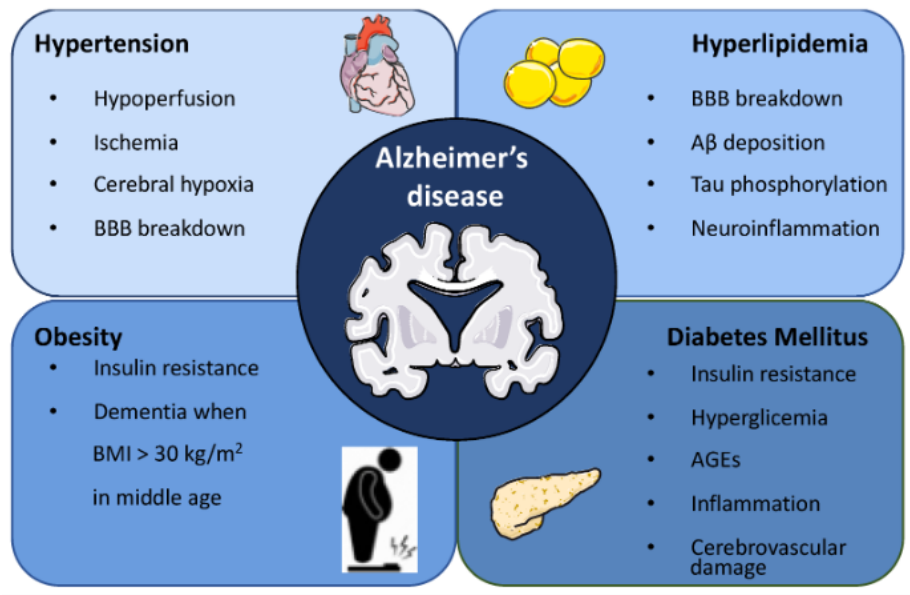 Hypertension
• Hypoperfusion
• Ischemia
• Cerebral hypoxia
• BBB breakdown
Hyperlipidemia
• BBB breakdown
• Aβ deposition
• Tau phosphorylation
• Neuroinflammation
Alzheimer's
disease
Obesity
• Insulin resistance
• Dementia when
BMI > 30 kg/m²
in middle age
Diabetes Mellitus
• Insulin resistance
• Hyperglicemia
• AGEs
• Inflammation
• Cerebrovascular
damage